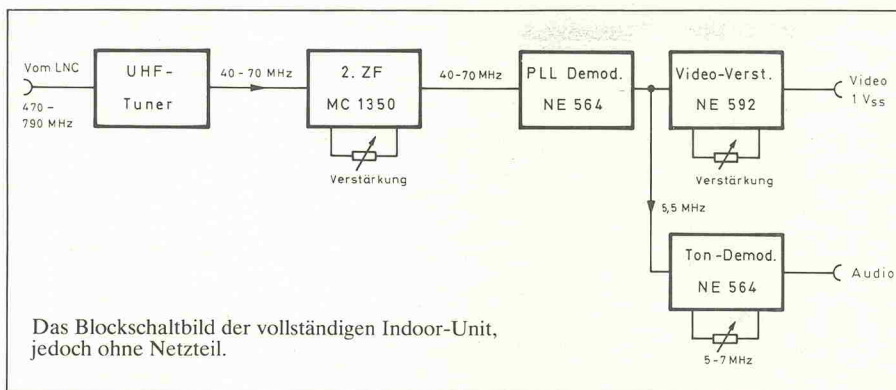 Vom LNC
470 –
790 MHz
UHF-
Tuner
40 – 70 MHz
2. ZF
MC 1350
Verstärkung
40–70 MHz
PLL Demod.
NE 564
Video-Verst.
NE 592
Verstärkung
Video
1 Vss
5,5 MHz
Ton-Demod.
NE 564
5–7 MHz
Audio
Das Blockschaltbild der vollständigen Indoor-Unit,
jedoch ohne Netzteil.